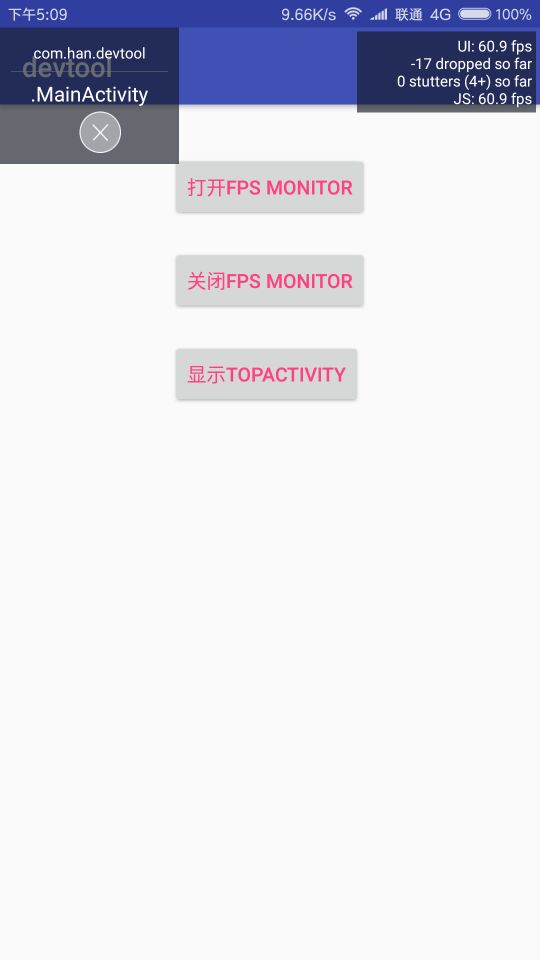 下午5:09 9.66K/s 联通 4G 100%
com.han.devtool
devtool
.MainActivity
UI: 60.9 fps
-17 dropped so far
0 stutters (4+) so far
JS: 60.9 fps
打开FPS MONITOR
关闭FPS MONITOR
显示TOPACTIVITY